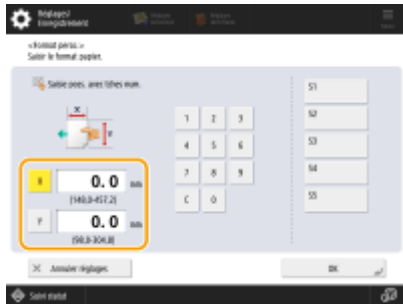 Réglages/
Enregistrement
<Format perso.>
Saisir le format papier.
Saisie poss. avec tches num.
X
Y
X
0. 0 mm
(148,0-457,2)
Y
0. 0 mm
(98,0-304,8)
1 2 3
4 5 6
7 8 9
C 0
S1
S2
S3
S4
S5
Annuler réglages
OK
Suivi statut